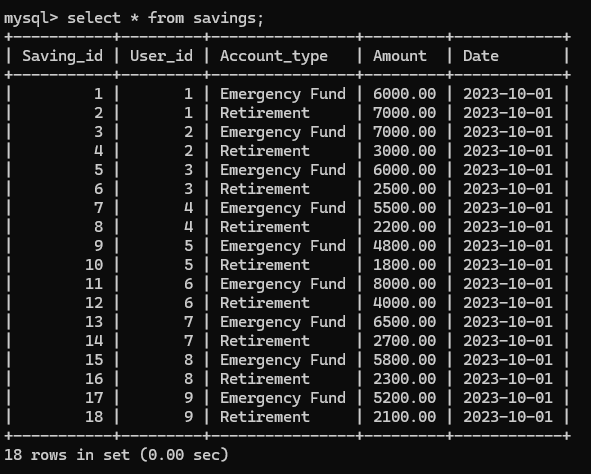 mysql> select * from savings;
+-----------+---------+----------------+---------+------------+
| Saving_id | User_id | Account_type   | Amount  | Date       |
+-----------+---------+----------------+---------+------------+
|         1 |       1 | Emergency Fund | 6000.00 | 2023-10-01 |
|         2 |       1 | Retirement     | 7000.00 | 2023-10-01 |
|         3 |       2 | Emergency Fund | 7000.00 | 2023-10-01 |
|         4 |       2 | Retirement     | 3000.00 | 2023-10-01 |
|         5 |       3 | Emergency Fund | 6000.00 | 2023-10-01 |
|         6 |       3 | Retirement     | 2500.00 | 2023-10-01 |
|         7 |       4 | Emergency Fund | 5500.00 | 2023-10-01 |
|         8 |       4 | Retirement     | 2200.00 | 2023-10-01 |
|         9 |       5 | Emergency Fund | 4800.00 | 2023-10-01 |
|        10 |       5 | Retirement     | 1800.00 | 2023-10-01 |
|        11 |       6 | Emergency Fund | 8000.00 | 2023-10-01 |
|        12 |       6 | Retirement     | 4000.00 | 2023-10-01 |
|        13 |       7 | Emergency Fund | 6500.00 | 2023-10-01 |
|        14 |       7 | Retirement     | 2700.00 | 2023-10-01 |
|        15 |       8 | Emergency Fund | 5800.00 | 2023-10-01 |
|        16 |       8 | Retirement     | 2300.00 | 2023-10-01 |
|        17 |       9 | Emergency Fund | 5200.00 | 2023-10-01 |
|        18 |       9 | Retirement     | 2100.00 | 2023-10-01 |
+-----------+---------+----------------+---------+------------+
18 rows in set (0.00 sec)